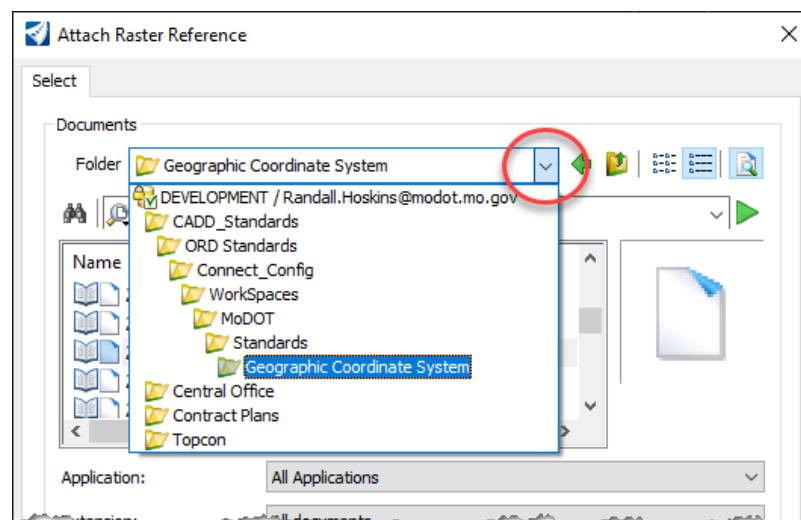 Attach Raster Reference
Select
Documents
Folder Geographic Coordinate System
DEVELOPMENT / Randall.Hoskins@modot.mo.gov
CADD_Standards
ORD Standards
Name
Connect_Config
WorkSpaces
MoDOT
Standards
Geographic Coordinate System
Central Office
Contract Plans
Topcon
Application: All Applications